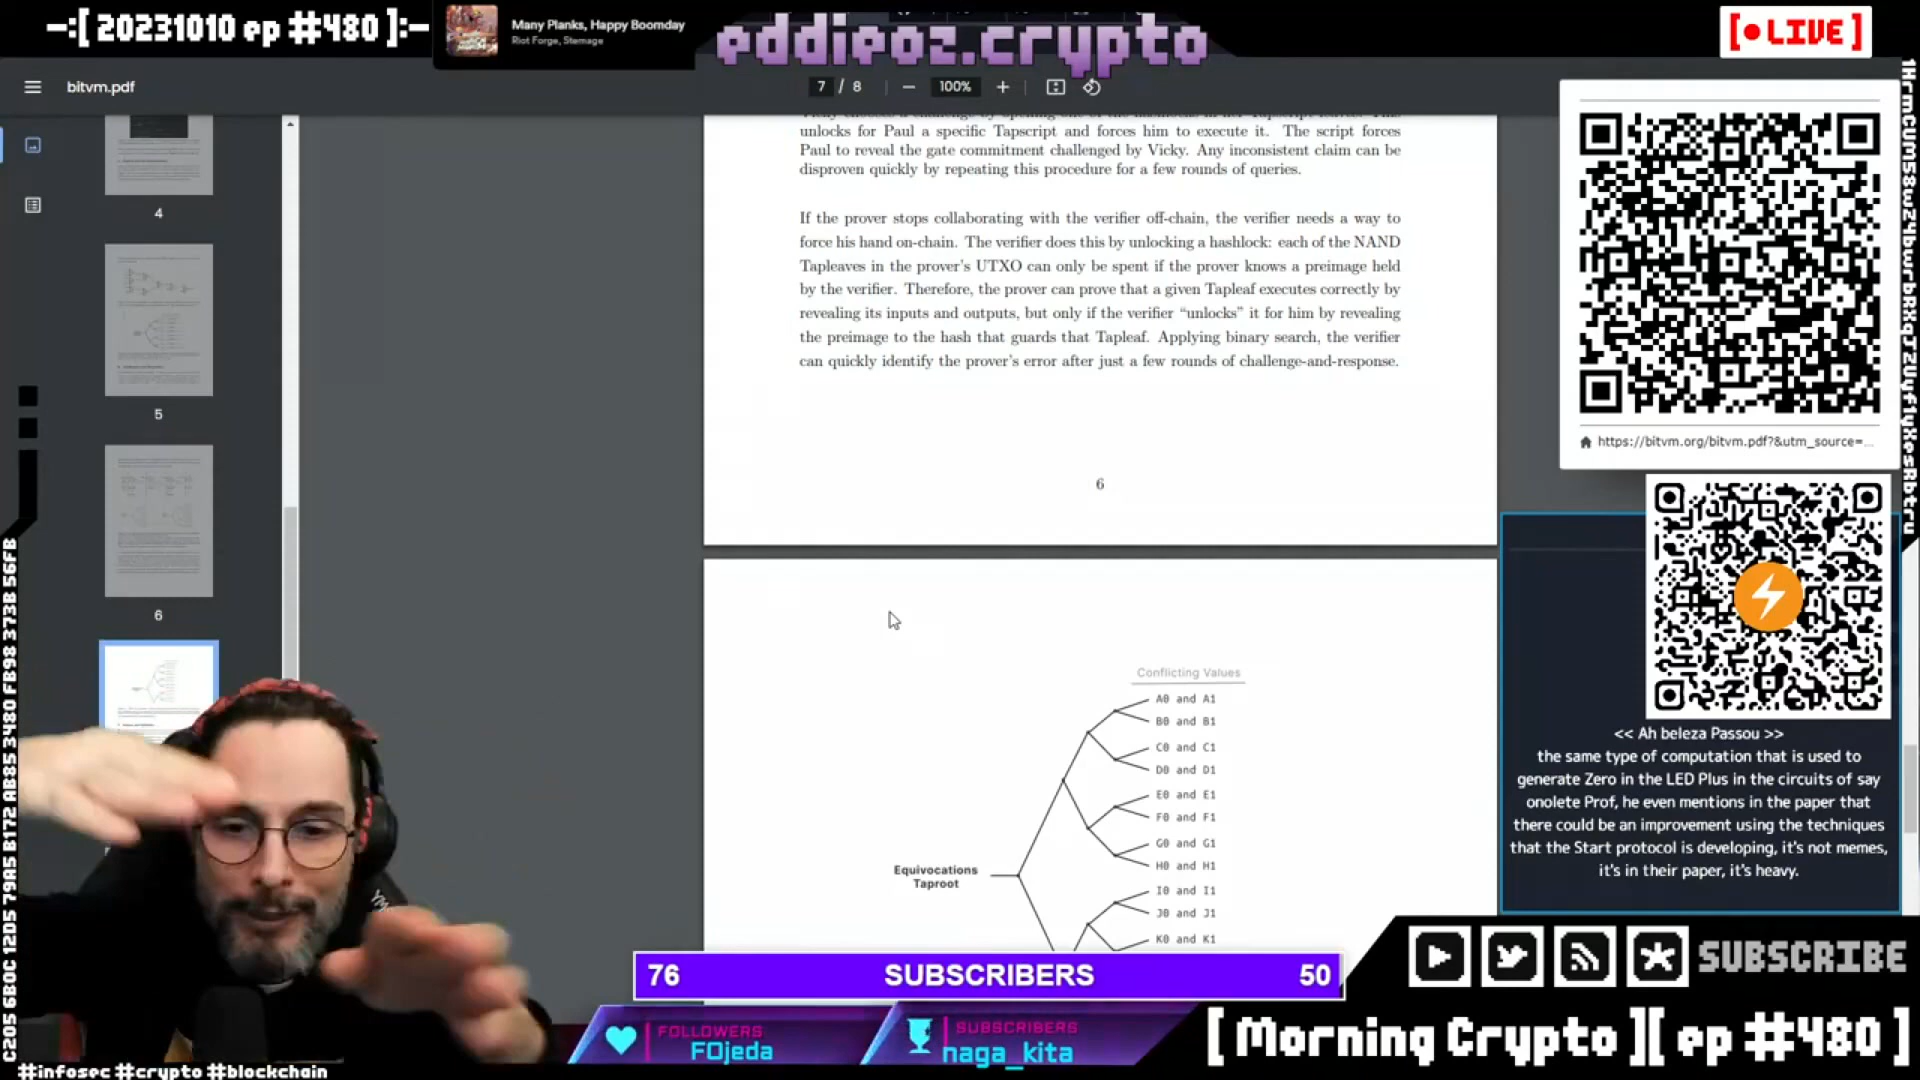 -:[ 20231010 ep #480 ]:-
Many Planks, Happy Boomday
Riot Forge, Stemage
eddieoz.crypto
[ • LIVE ]
bitvm.pdf
7 / 8
100%
4
5
6
unlocks for Paul a specific Tapscript and forces him to execute it. The script forces
Paul to reveal the gate commitment challenged by Vicky. Any inconsistent claim can be
disproven quickly by repeating this procedure for a few rounds of queries.
If the prover stops collaborating with the verifier off-chain, the verifier needs a way to
force his hand on-chain. The verifier does this by unlocking a hashlock: each of the NAND
Tapleaves in the prover's UTXO can only be spent if the prover knows a preimage held
by the verifier. Therefore, the prover can prove that a given Tapleaf executes correctly by
revealing its inputs and outputs, but only if the verifier “unlocks” it for him by revealing
the preimage to the hash that guards that Tapleaf. Applying binary search, the verifier
can quickly identify the prover's error after just a few rounds of challenge-and-response.
6
Conflicting Values
A0 and A1
B0 and B1
C0 and C1
D0 and D1
E0 and E1
F0 and F1
G0 and G1
H0 and H1
Equivocations
Taproot
I0 and I1
J0 and J1
K0 and K1
https://bitvm.org/bitvm.pdf?&utm_source=...
<< Ah beleza Passou >>
the same type of computation that is used to
generate Zero in the LED Plus in the circuits of say
onolete Prof, he even mentions in the paper that
there could be an improvement using the techniques
that the Start protocol is developing, it's not memes,
it's in their paper, it's heavy.
76 SUBSCRIBERS 50
FOLLOWERS
FOjeda
SUBSCRIBERS
naga_kita
SUBSCRIBE
[ Morning Crypto ][ ep #480 ]
C205 6B0C 12D5 79A5 B172 AB85 3480 FB98 373B 56FB
#infosec #crypto #blockchain